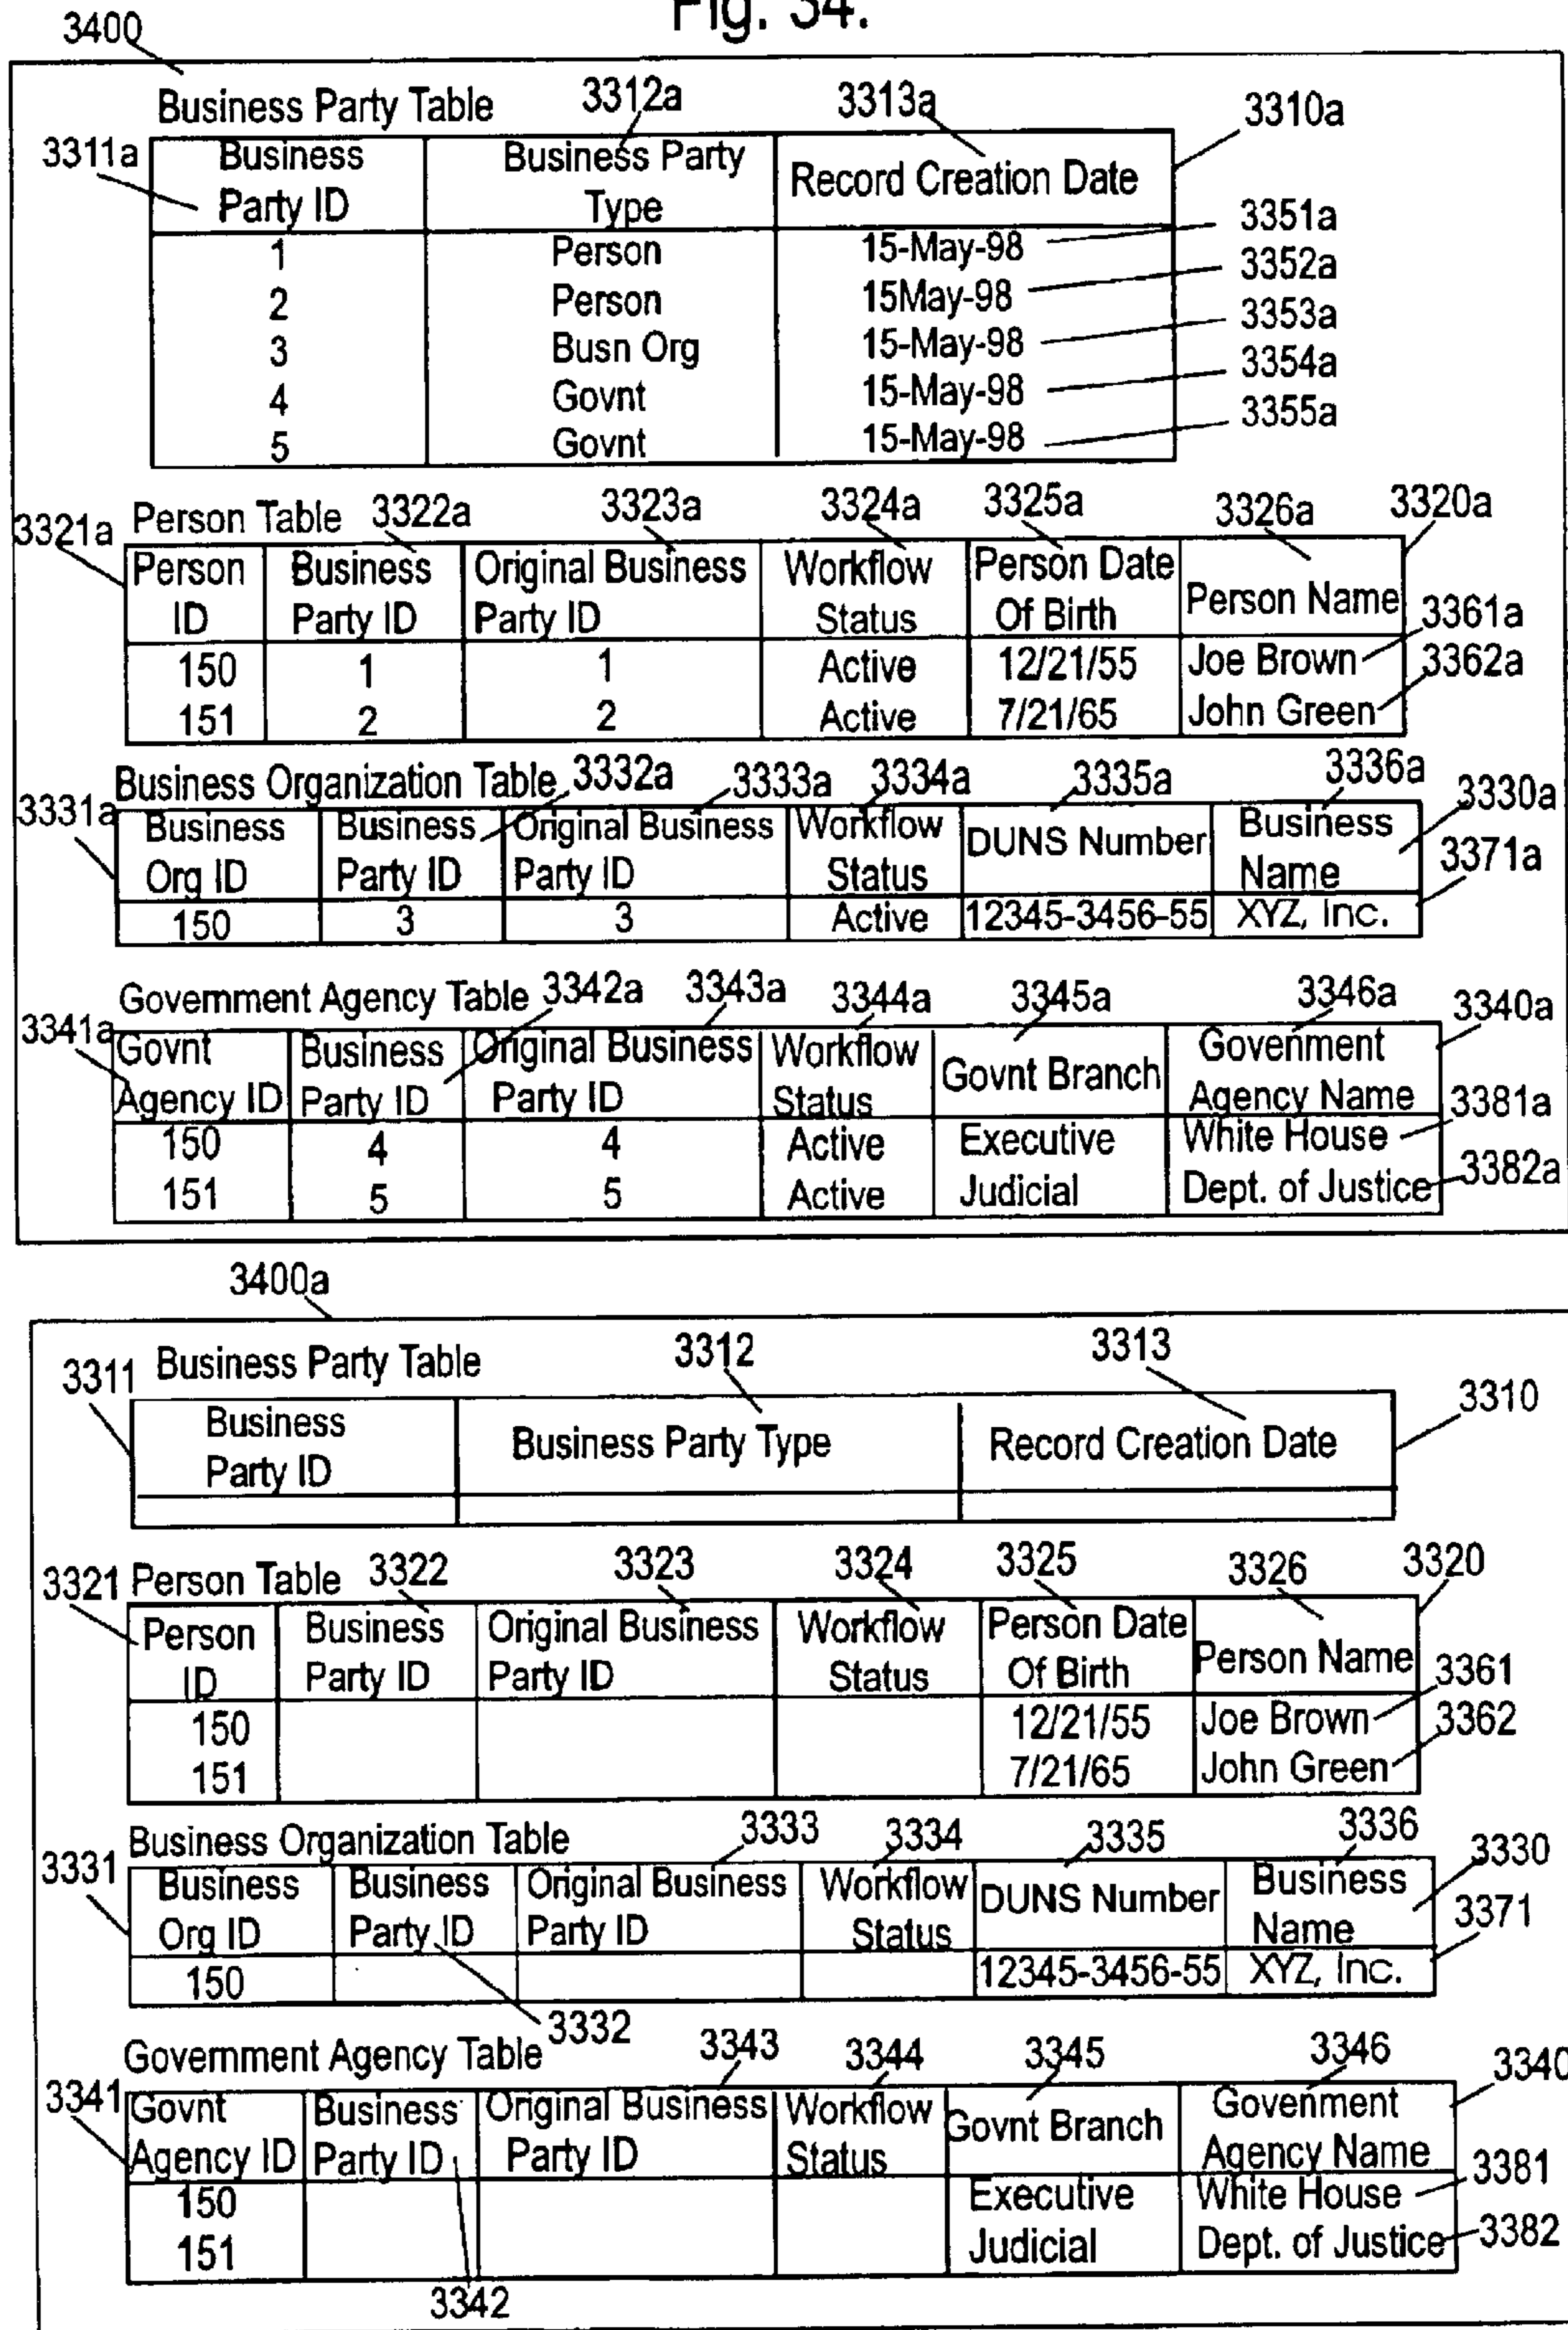 Fig. 34.
3400
Business Party Table 3312a 3313a 3310a
3311a Business Party ID Business Party Type Record Creation Date
1 Person 15-May-98 3351a
2 Person 15May-98 3352a
3 Busn Org 15-May-98 3353a
4 Govnt 15-May-98 3354a
5 Govnt 15-May-98 3355a
3321a Person Table 3322a 3323a 3324a 3325a 3326a 3320a
Person ID Business Party ID Original Business Party ID Workflow Status Person Date Of Birth Person Name
150 1 1 Active 12/21/55 Joe Brown 3361a
151 2 2 Active 7/21/65 John Green 3362a
Business Organization Table 3332a 3333a 3334a 3335a 3336a 3330a
3331a Business Org ID Business Party ID Original Business Party ID Workflow Status DUNS Number Business Name
150 3 3 Active 12345-3456-55 XYZ, Inc. 3371a
Government Agency Table 3342a 3343a 3344a 3345a 3346a 3340a
3341a Govnt Agency ID Business Party ID Original Business Party ID Workflow Status Govnt Branch Govenment Agency Name
150 4 4 Active Executive White House 3381a
151 5 5 Active Judicial Dept. of Justice 3382a
3400a
3311 Business Party Table 3312 3313 3310
Business Party ID Business Party Type Record Creation Date
3321 Person Table 3322 3323 3324 3325 3326 3320
Person ID Business Party ID Original Business Party ID Workflow Status Person Date Of Birth Person Name
150 12/21/55 Joe Brown 3361
151 7/21/65 John Green 3362
Business Organization Table 3333 3334 3335 3336 3330
3331 Business Org ID Business Party ID Original Business Party ID Workflow Status DUNS Number Business Name
150 12345-3456-55 XYZ, Inc. 3371
3332
Government Agency Table 3343 3344 3345 3346 3340
3341 Govnt Agency ID Business Party ID Original Business Party ID Workflow Status Govnt Branch Govenment Agency Name
150 Executive White House 3381
151 Judicial Dept. of Justice 3382
3342